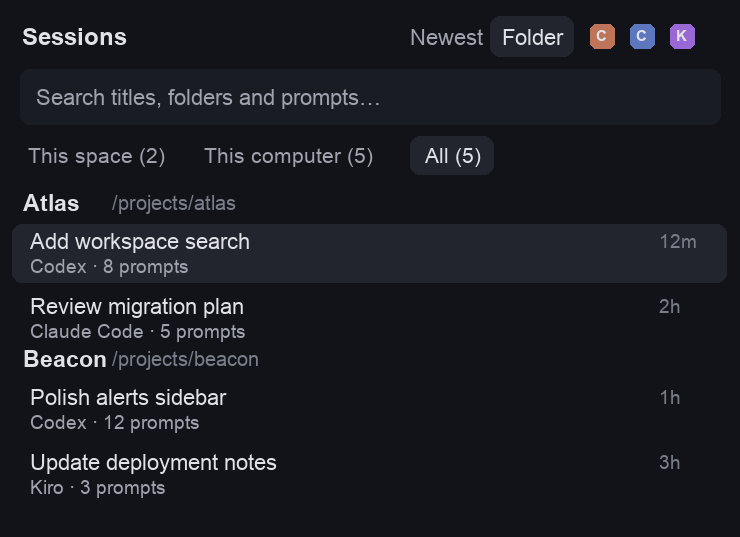 Sessions Newest Folder C C K
Search titles, folders and prompts…
This space (2) This computer (5) All (5)
Atlas /projects/atlas
Add workspace search 12m
Codex · 8 prompts
Review migration plan 2h
Claude Code · 5 prompts
Beacon /projects/beacon
Polish alerts sidebar 1h
Codex · 12 prompts
Update deployment notes 3h
Kiro · 3 prompts